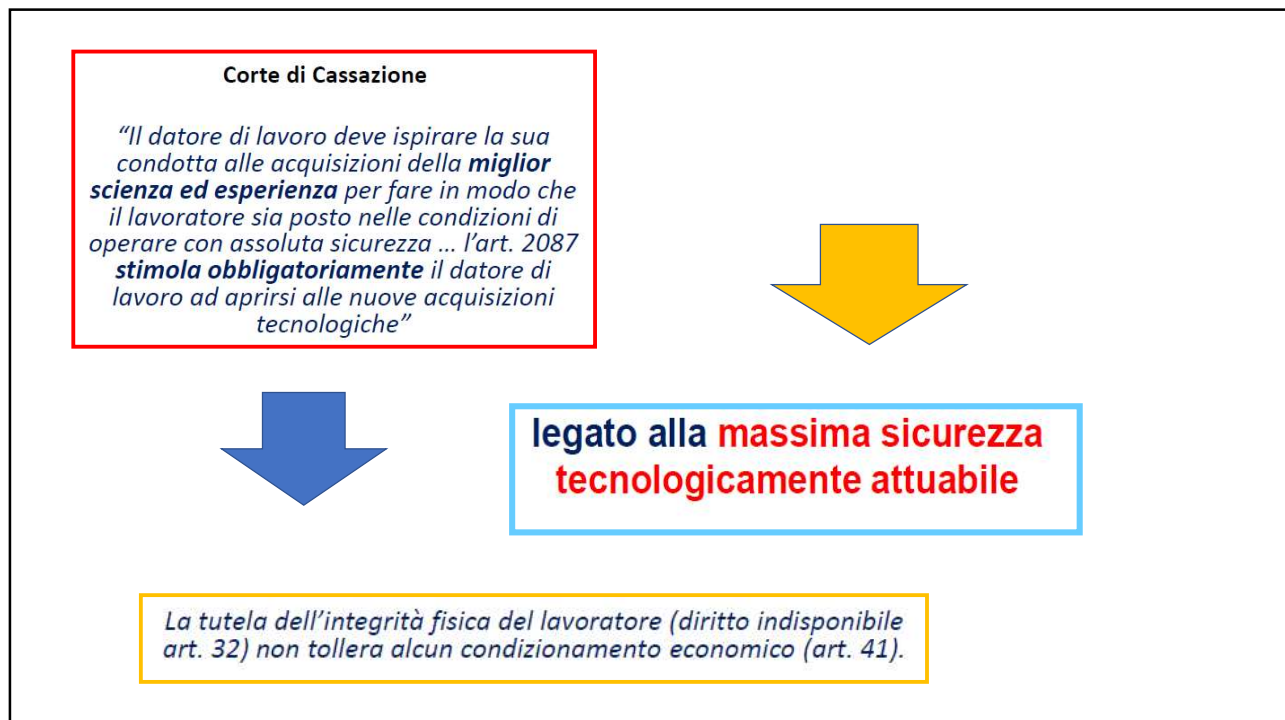 Corte di Cassazione
“Il datore di lavoro deve ispirare la sua
condotta alle acquisizioni della miglior
scienza ed esperienza per fare in modo che
il lavoratore sia posto nelle condizioni di
operare con assoluta sicurezza ... l’art. 2087
stimola obbligatoriamente il datore di
lavoro ad aprirsi alle nuove acquisizioni
tecnologiche”
legato alla massima sicurezza
tecnologicamente attuabile
La tutela dell’integrità fisica del lavoratore (diritto indisponibile
art. 32) non tollera alcun condizionamento economico (art. 41).